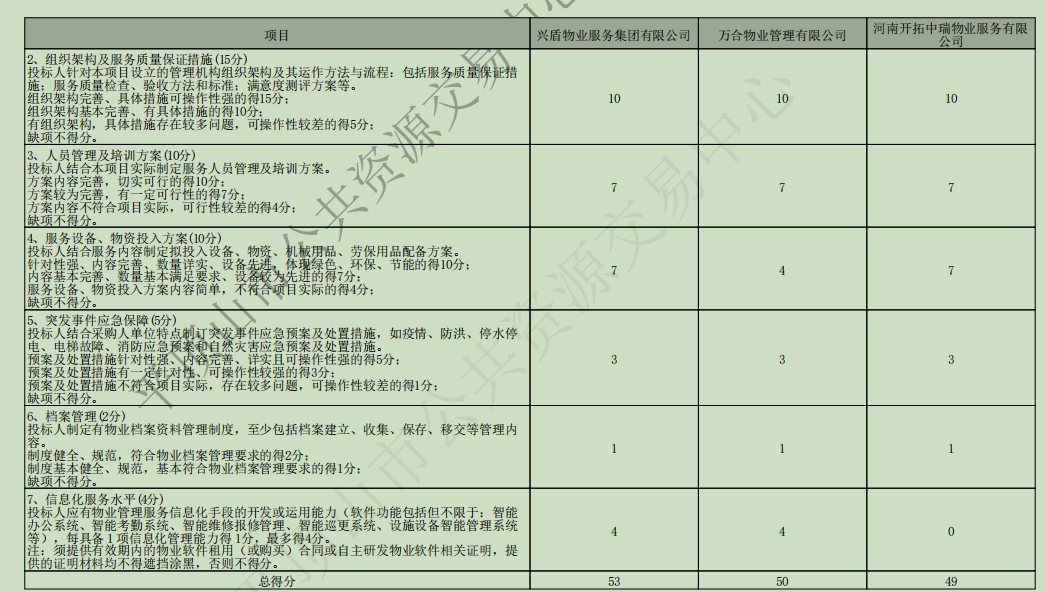 项目 兴盾物业服务集团有限公司 万合物业管理有限公司 河南开拓中瑞物业服务有限
公司
2、组织架构及服务质量保证措施(15分)
投标人针对本项目设立的管理机构组织架构及其运作方法与流程；包括服务质量保证措
施；服务质量检查、验收方法和标准；满意度测评方案等。
组织架构完善、具体措施可操作性强的得15分；
组织架构基本完善、有具体措施的得10分；
有组织架构，具体措施存在较多问题，可操作性较差的得5分；
缺项不得分。
10 10 10
3、人员管理及培训方案(10分)
投标人结合本项目实际制定服务人员管理及培训方案。
方案内容完善，切实可行的得10分；
方案较为完善，有一定可行性的得7分；
方案内容不符合项目实际，可行性较差的得4分；
缺项不得分。
7 7 7
4、服务设备、物资投入方案(10分)
投标人结合服务内容制定拟投入设备、物资、机械用品、劳保用品配备方案。
针对性强、内容完善、数量详实、设备先进，体现绿色、环保、节能的得10分；
内容基本完善、数量基本满足要求、设备较为先进的得7分；
服务设备、物资投入方案内容简单，不符合项目实际的得4分；
缺项不得分。
7 4 7
5、突发事件应急保障(5分)
投标人结合采购人单位特点制订突发事件应急预案及处置措施，如疫情、防洪、停水停
电、电梯故障、消防应急预案和自然灾害应急预案及处置措施。
预案及处置措施针对性强、内容完善、详实且可操作性强的得5分；
预案及处置措施有一定针对性、可操作性较强的得3分；
预案及处置措施不符合项目实际，存在较多问题，可操作性较差的得1分；
缺项不得分。
3 3 3
6、档案管理(2分)
投标人制定有物业档案资料管理制度，至少包括档案建立、收集、保存、移交等管理内
容。
制度健全、规范，符合物业档案管理要求的得2分；
制度基本健全、规范，基本符合物业档案管理要求的得1分；
缺项不得分。
1 1 1
7、信息化服务水平(4分)
投标人应有物业管理服务信息化手段的开发或运用能力（软件功能包括但不限于：智能
办公系统、智能考勤系统、智能维修报修管理、智能巡更系统、设施设备智能管理系统
等），每具备1项信息化管理能力得1分，最多得4分。
注：须提供有效期内的物业软件租用（或购买）合同或自主研发物业软件相关证明，提
供的证明材料均不得遮挡涂黑，否则不得分。
4 4 0
总得分 53 50 49
平顶山市公共资源交易中心
平顶山市公共资源交易中心